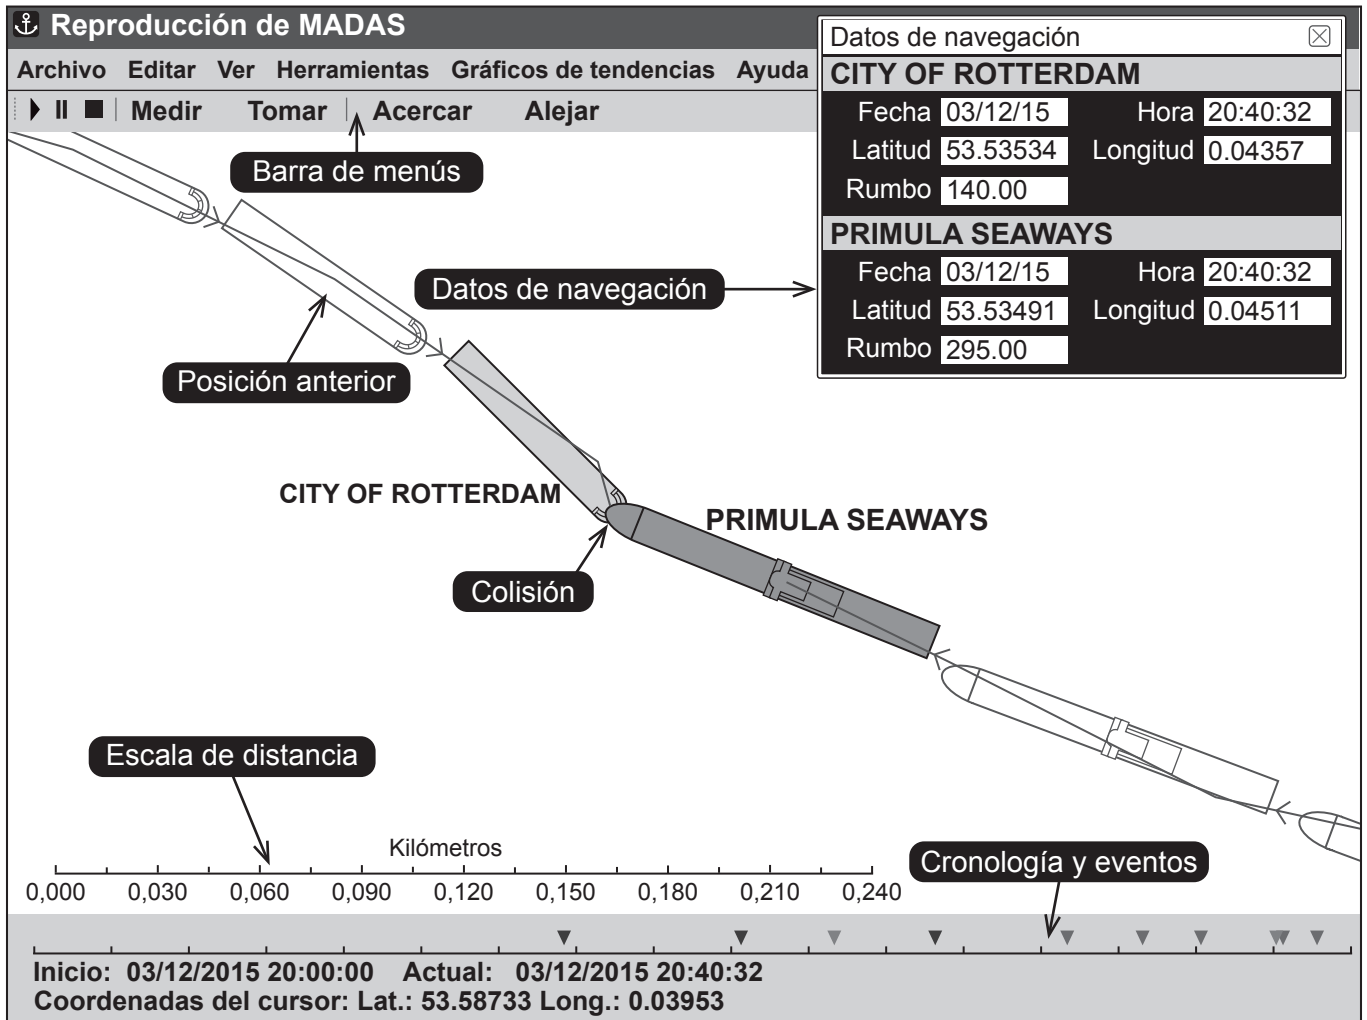 Reproducción de MADAS
Archivo Editar Ver Herramientas Gráficos de tendencias Ayuda
Medir Tomar Acercar Alejar
Barra de menús
Datos de navegación
CITY OF ROTTERDAM
Fecha 03/12/15 Hora 20:40:32
Latitud 53.53534 Longitud 0.04357
Rumbo 140.00
PRIMULA SEAWAYS
Fecha 03/12/15 Hora 20:40:32
Latitud 53.53491 Longitud 0.04511
Rumbo 295.00
Datos de navegación
Posición anterior
CITY OF ROTTERDAM
PRIMULA SEAWAYS
Colisión
Escala de distancia
Kilómetros
0,000 0,030 0,060 0,090 0,120 0,150 0,180 0,210 0,240
Cronología y eventos
Inicio: 03/12/2015 20:00:00 Actual: 03/12/2015 20:40:32
Coordenadas del cursor: Lat.: 53.58733 Long.: 0.03953